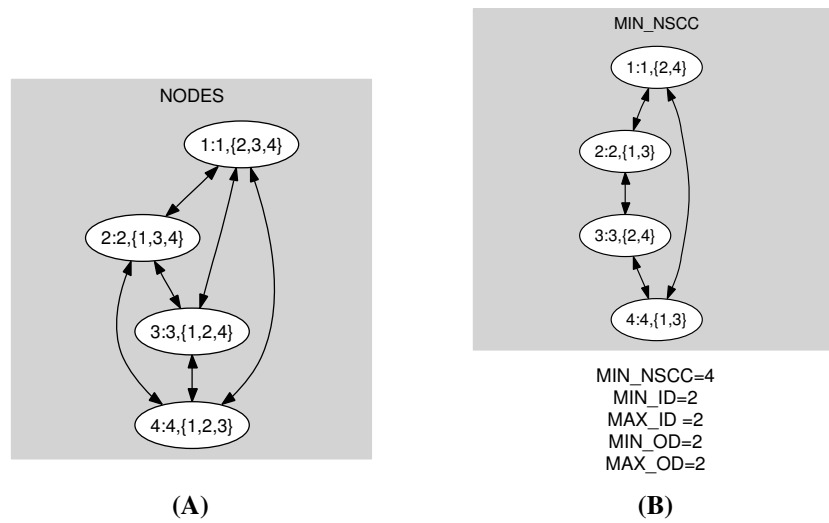 NODES
1:1,{2,3,4}
2:2,{1,3,4}
3:3,{1,2,4}
4:4,{1,2,3}
(A)
MIN_NSCC
1:1,{2,4}
2:2,{1,3}
3:3,{2,4}
4:4,{1,3}
MIN_NSCC=4
MIN_ID=2
MAX_ID =2
MIN_OD=2
MAX_OD=2
(B)